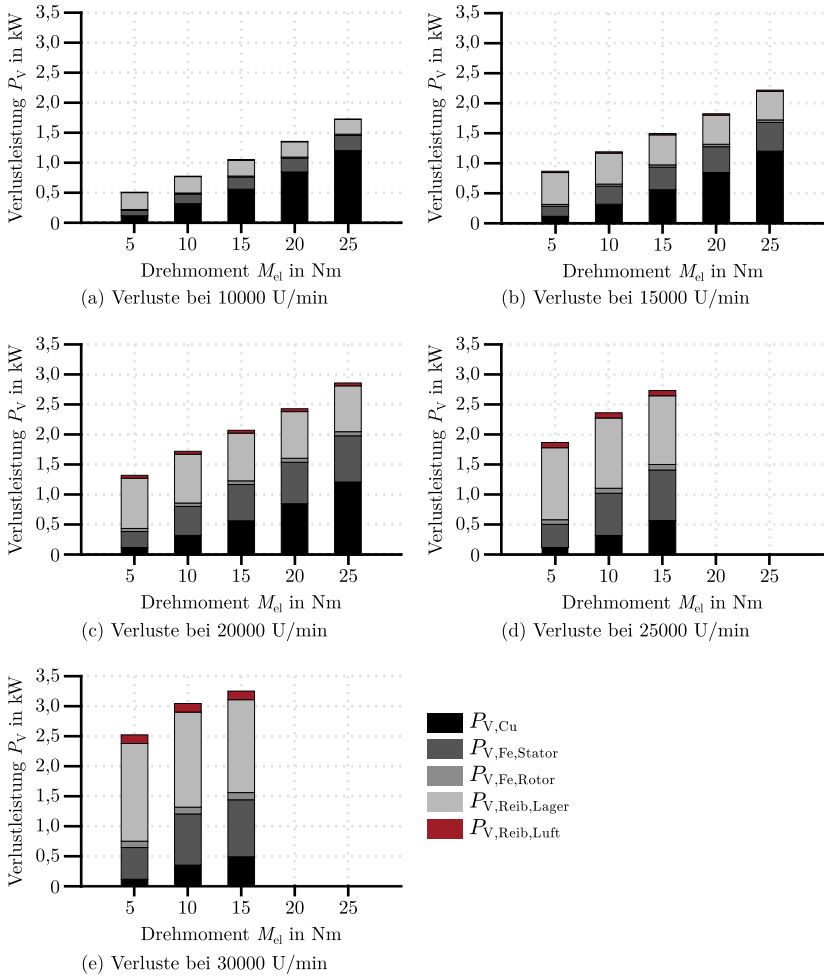 3,5
3,0
2,5
2,0
1,5
1,0
0,5
0
Verlustleistung P_V in kW
5 10 15 20 25
Drehmoment M_el in Nm
(a) Verluste bei 10000 U/min
3,5
3,0
2,5
2,0
1,5
1,0
0,5
0
Verlustleistung P_V in kW
5 10 15 20 25
Drehmoment M_el in Nm
(b) Verluste bei 15000 U/min
3,5
3,0
2,5
2,0
1,5
1,0
0,5
0
Verlustleistung P_V in kW
5 10 15 20 25
Drehmoment M_el in Nm
(c) Verluste bei 20000 U/min
3,5
3,0
2,5
2,0
1,5
1,0
0,5
0
Verlustleistung P_V in kW
5 10 15 20 25
Drehmoment M_el in Nm
(d) Verluste bei 25000 U/min
3,5
3,0
2,5
2,0
1,5
1,0
0,5
0
Verlustleistung P_V in kW
5 10 15 20 25
Drehmoment M_el in Nm
(e) Verluste bei 30000 U/min
P_V,Cu
P_V,Fe,Stator
P_V,Fe,Rotor
P_V,Reib,Lager
P_V,Reib,Luft